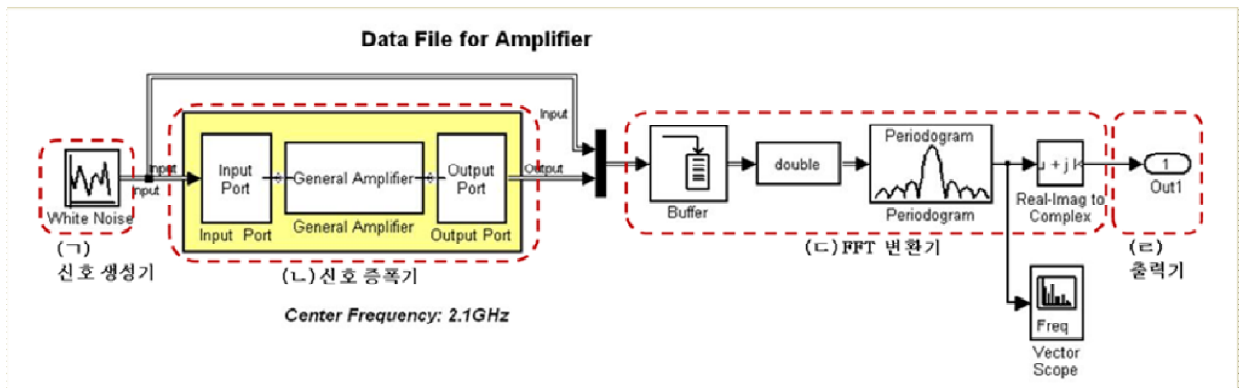 Data File for Amplifier
Input
Input
Input
White Noise
Input
Port
Input Port
General Amplifier
General Amplifier
Output
Port
Output Port
Output
Buffer
double
Periodogram
Periodogram
u + j
Real-Imag to
Complex
1
Out1
(ㄱ)
신호 생성기
(ㄴ)신호 증폭기
(ㄷ)FFT 변환기
(ㄹ)
출력기
Center Frequency: 2.1GHz
Freq
Vector
Scope